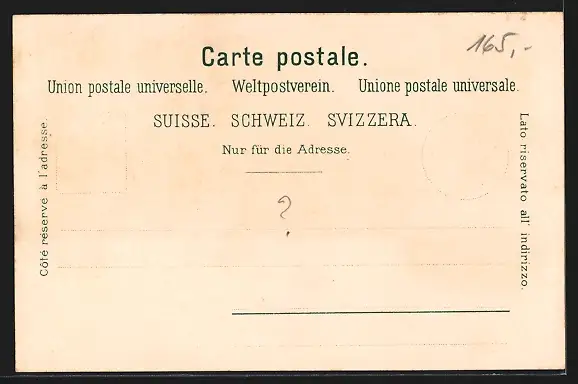 165,-
Carte postale.
Union postale universelle. Weltpostverein. Unione postale universale.
SUISSE. SCHWEIZ. SVIZZERA.
Nur für die Adresse.
Côté réservé à l'adresse.
Lato riservato all' indirizzo.
?